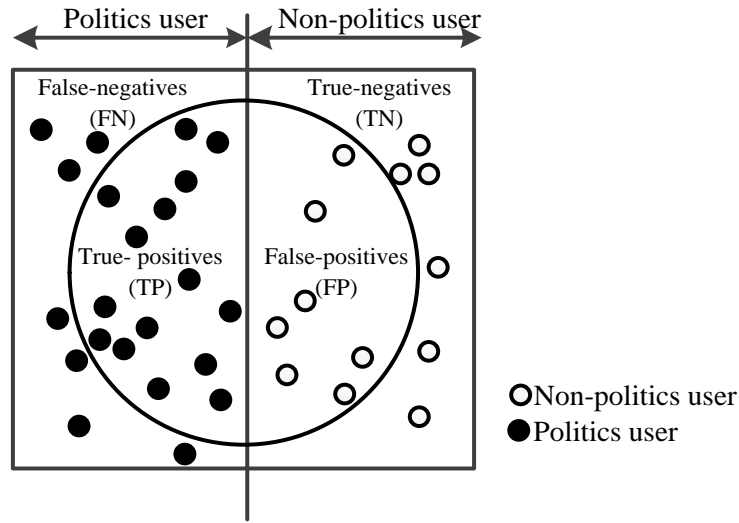 Politics user
Non-politics user
False-negatives
(FN)
True-negatives
(TN)
True- positives
(TP)
False-positives
(FP)
Non-politics user
Politics user